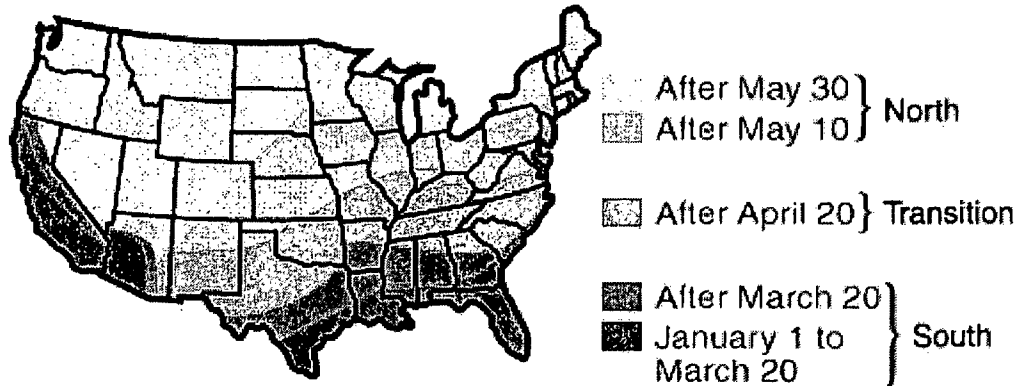 After May 30
After May 10
North
After April 20
Transition
After March 20
January 1 to
March 20
South